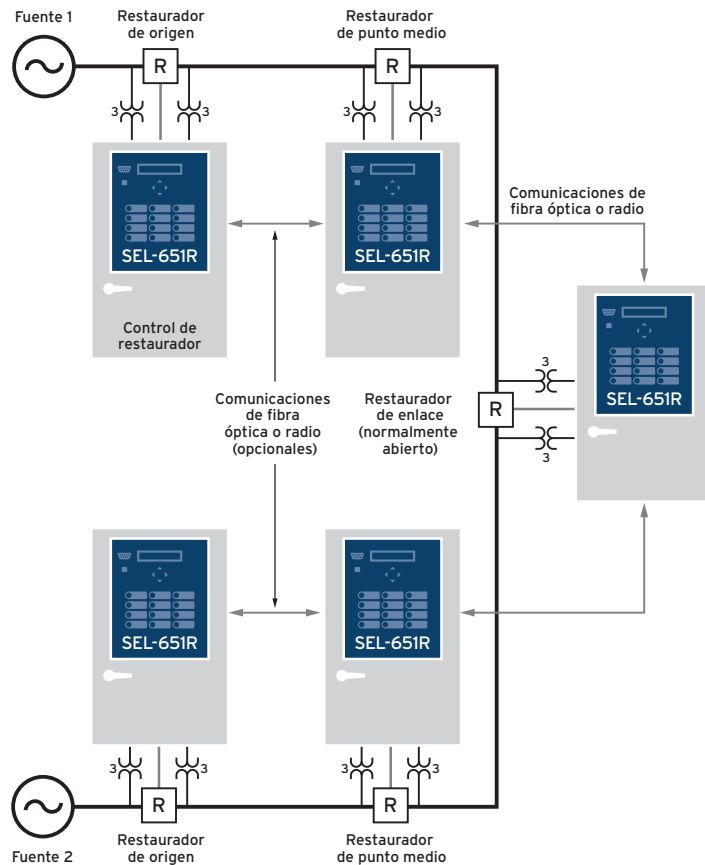 Fuente 1
Restaurador
de origen
Restaurador
de punto medio
R
R
3
3
3
3
SEL-651R
SEL-651R
Control de
restaurador
Comunicaciones de
fibra óptica o radio
SEL-651R
Comunicaciones
de fibra
óptica o radio
(opcionales)
Restaurador
de enlace
(normalmente
abierto)
R
3
3
SEL-651R
SEL-651R
3
3
3
3
R
R
Fuente 2
Restaurador
de origen
Restaurador
de punto medio